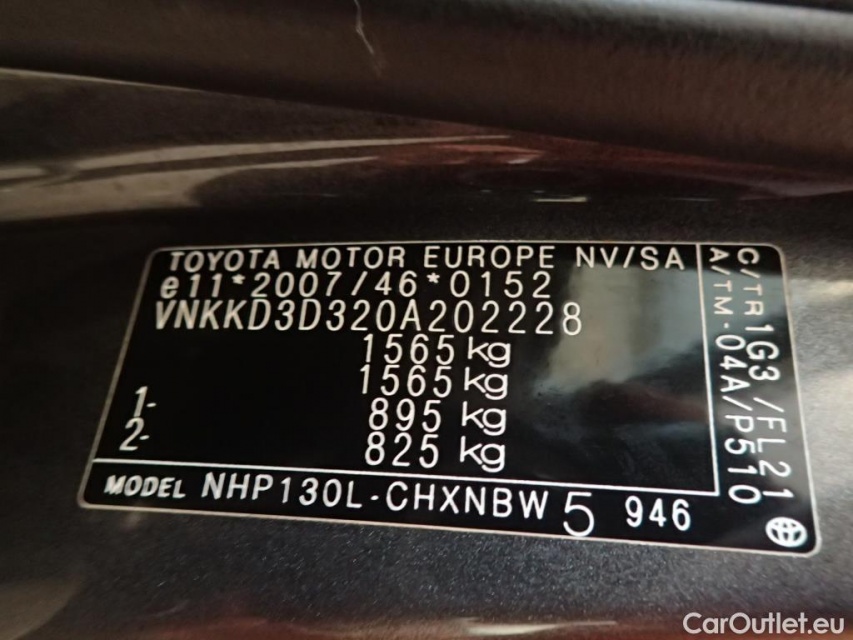 TOYOTA MOTOR EUROPE NV/SA
e11*2007/46*0152
VNKKD3D320A202228
1565 kg
1565 kg
1- 895 kg
2- 825 kg
MODEL NHP130L-CHXNBW 5 946
C/TR 1G3 /FL21
A/TM-04A/P510
CarOutlet.eu